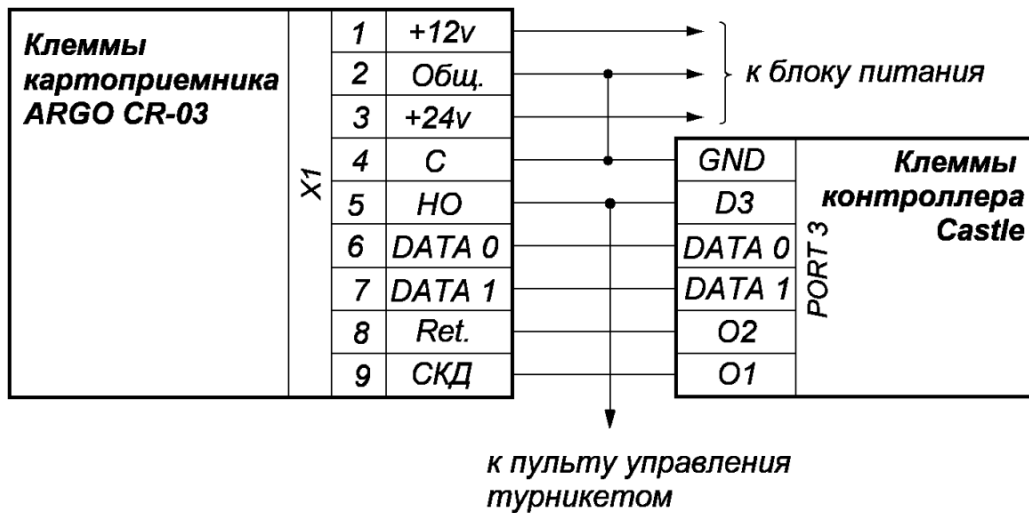 Клеммы
картоприемника
ARGO CR-03
X1
1 +12v
2 Общ.
3 +24v
4 С
5 НО
6 DATA 0
7 DATA 1
8 Ret.
9 СКД
к блоку питания
GND
D3
DATA 0
DATA 1
O2
O1
PORT 3
Клеммы
контроллера
Castle
к пульту управления
турникетом